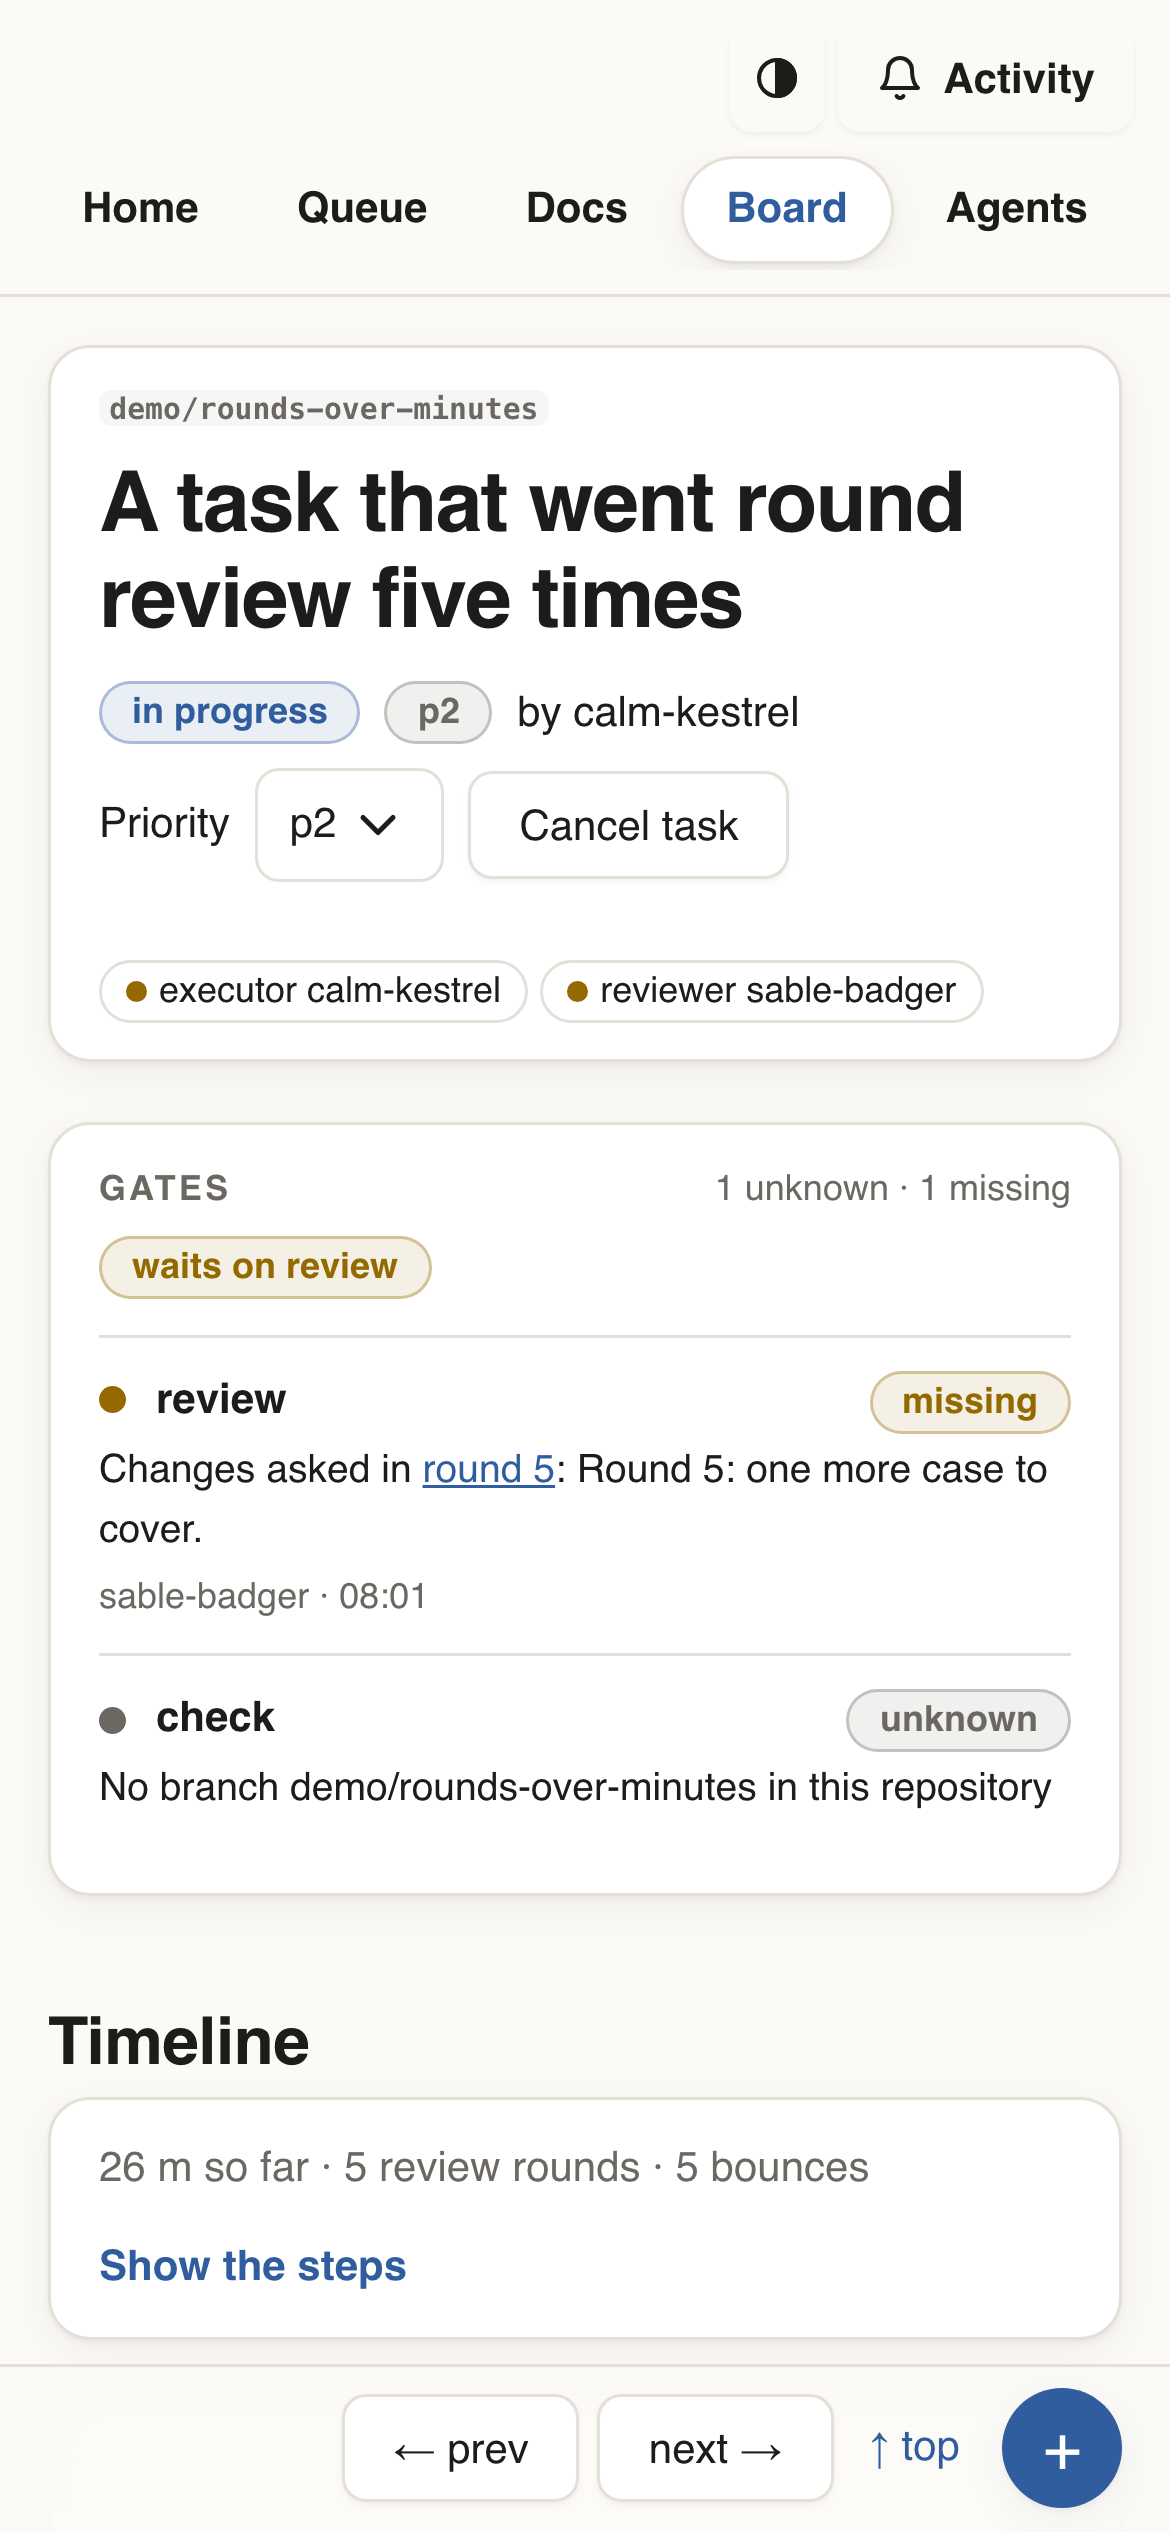 Activity
Home Queue Docs Board Agents
demo/rounds-over-minutes
A task that went round
review five times
in progress p2 by calm-kestrel
Priority p2 Cancel task
executor calm-kestrel reviewer sable-badger
GATES 1 unknown · 1 missing
waits on review
review missing
Changes asked in round 5: Round 5: one more case to
cover.
sable-badger · 08:01
check unknown
No branch demo/rounds-over-minutes in this repository
Timeline
26 m so far · 5 review rounds · 5 bounces
Show the steps
← prev next → ↑ top +